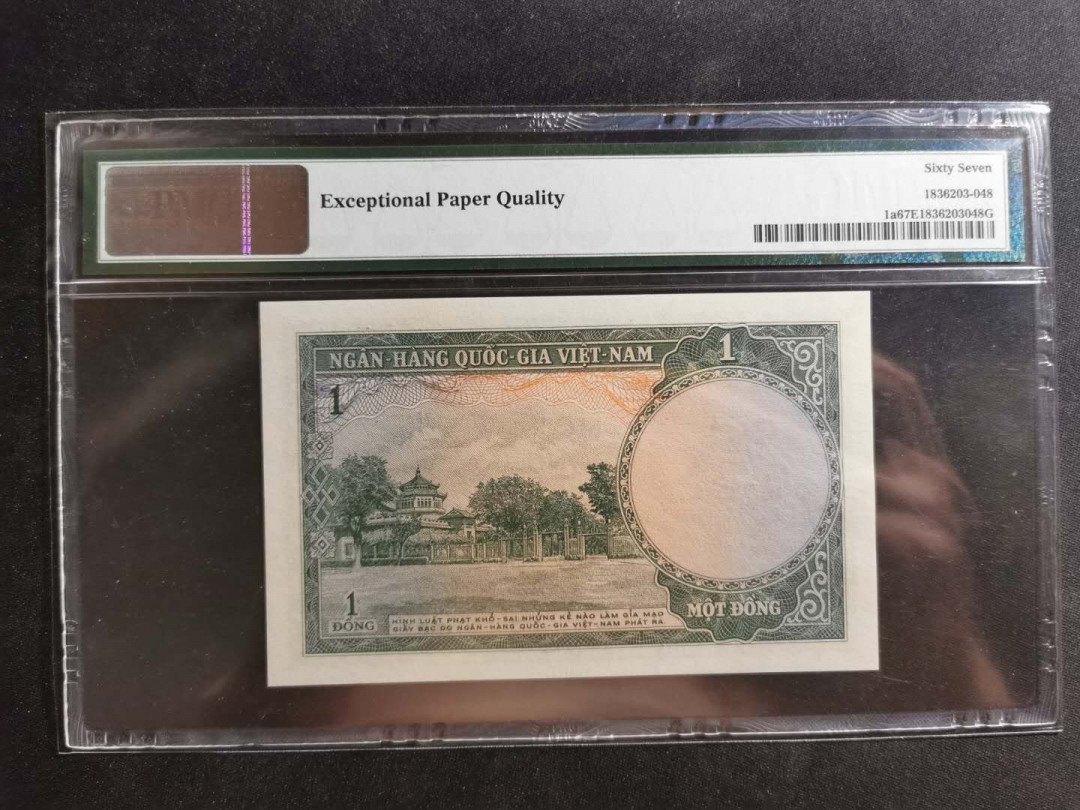 Sixty Seven
Exceptional Paper Quality
1836203-048
1a67E1836203048G
PMG
NGÂN-HÀNG QUỐC-GIA VIỆT-NAM
1
1
1
ĐỒNG
HÌNH LUẬT PHẠT KHỔ-SAI NHỮNG KẺ NÀO LÀM GIẢ MẠO
GIẤY BẠC DO NGÂN-HÀNG QUỐC-GIA VIỆT-NAM PHÁT RA
MỘT ĐỒNG